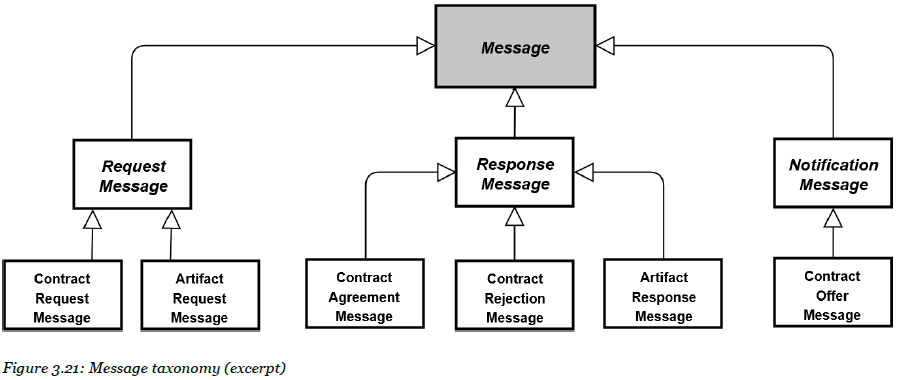 Message
Request
Message
Response
Message
Notification
Message
Contract
Request
Message
Artifact
Request
Message
Contract
Agreement
Message
Contract
Rejection
Message
Artifact
Response
Message
Contract
Offer
Message
Figure 3.21: Message taxonomy (excerpt)